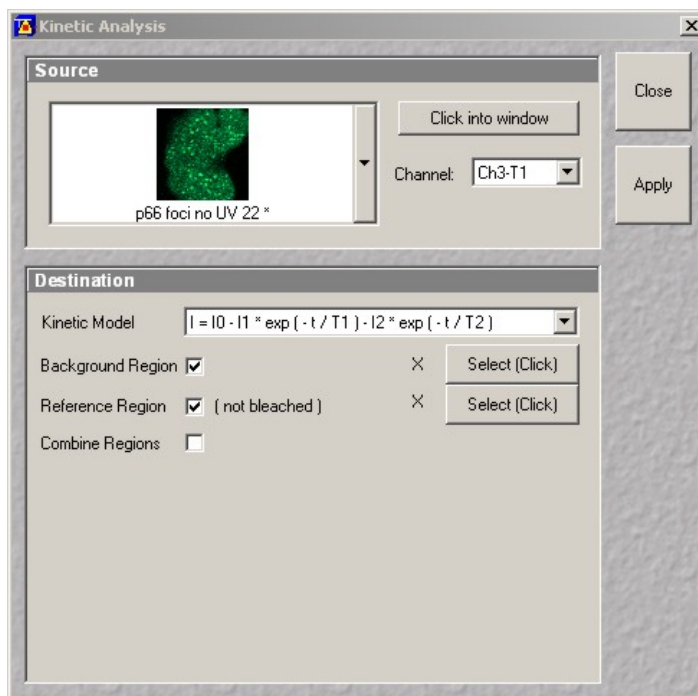 Kinetic Analysis
Source
Close
Click into window
Channel: Ch3-T1
Apply
p66 foci no UV 22 *
Destination
Kinetic Model I = I0 - I1 * exp ( - t / T1 ) - I2 * exp ( - t / T2 )
Background Region X Select (Click)
Reference Region ( not bleached ) X Select (Click)
Combine Regions